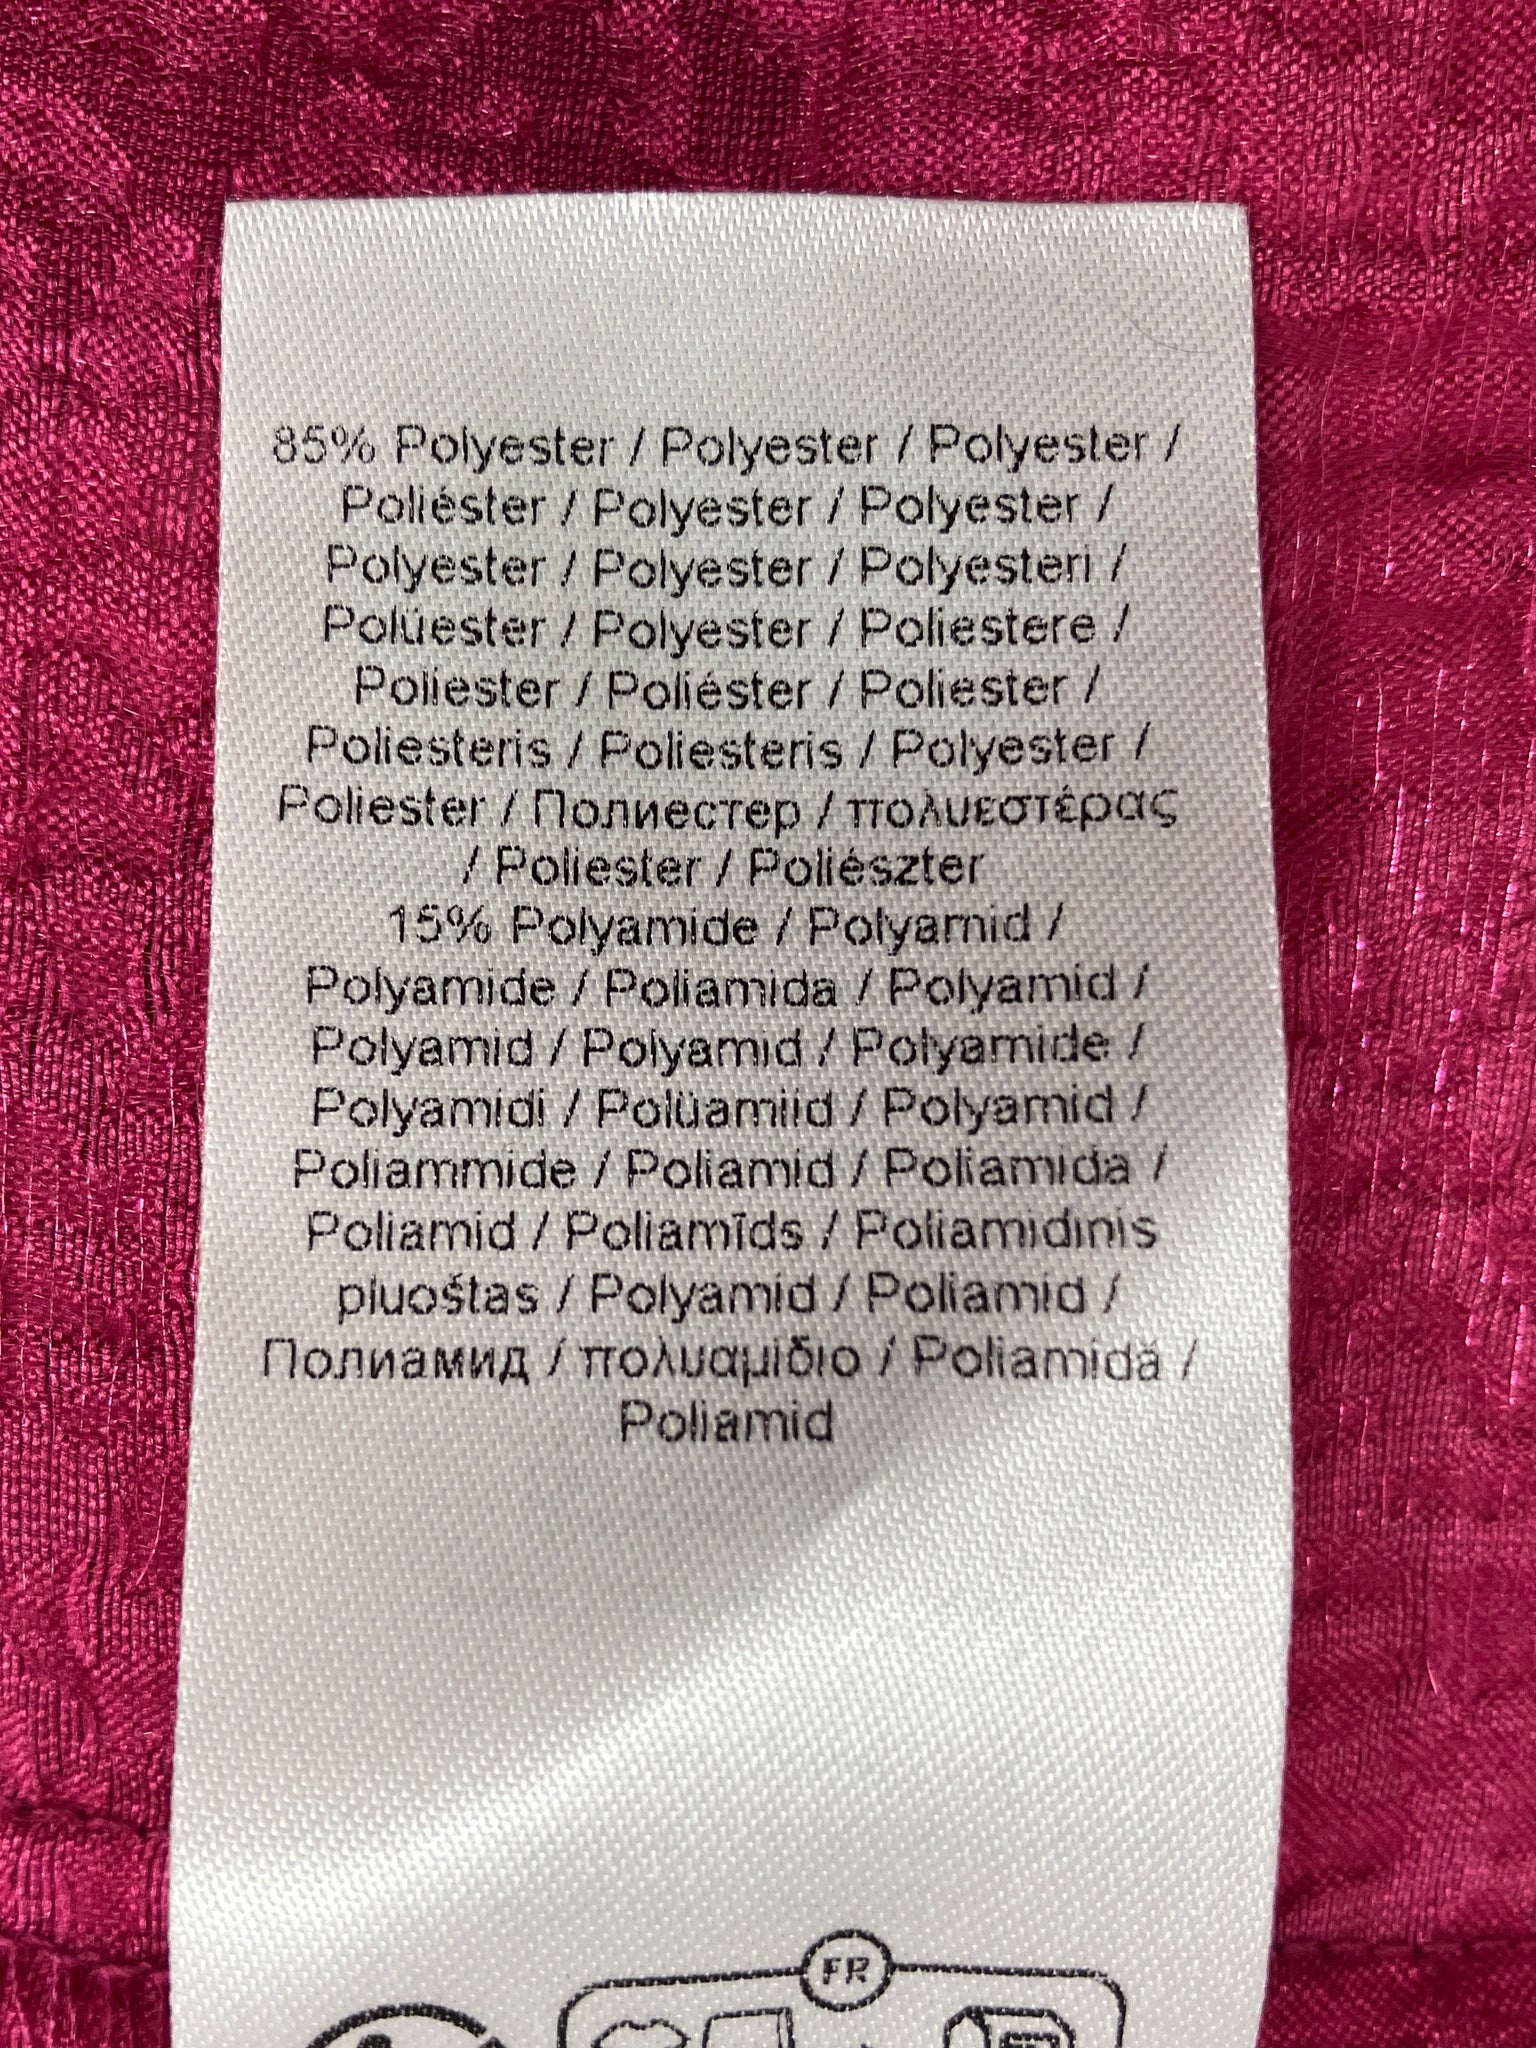 85% Polyester / Polyester / Polyester /
Poliéster / Polyester / Polyester /
Polyester / Polyester / Polyesteri /
Polüester / Polyester / Poliestere /
Poliester / Poliéster / Poliester /
Poliesteris / Poliesteris / Polyester /
Poliester / Полиестер / πολυεστέρας
/ Poliester / Poliészter
15% Polyamide / Polyamid /
Polyamide / Poliamida / Polyamid /
Polyamid / Polyamid / Polyamide /
Polyamidi / Polüamiid / Polyamid /
Poliammide / Poliamid / Poliamida /
Poliamid / Poliamīds / Poliamidinis
pluoštas / Polyamid / Poliamid /
Полиамид / πολυαμίδιο / Poliamidă /
Poliamid
FR